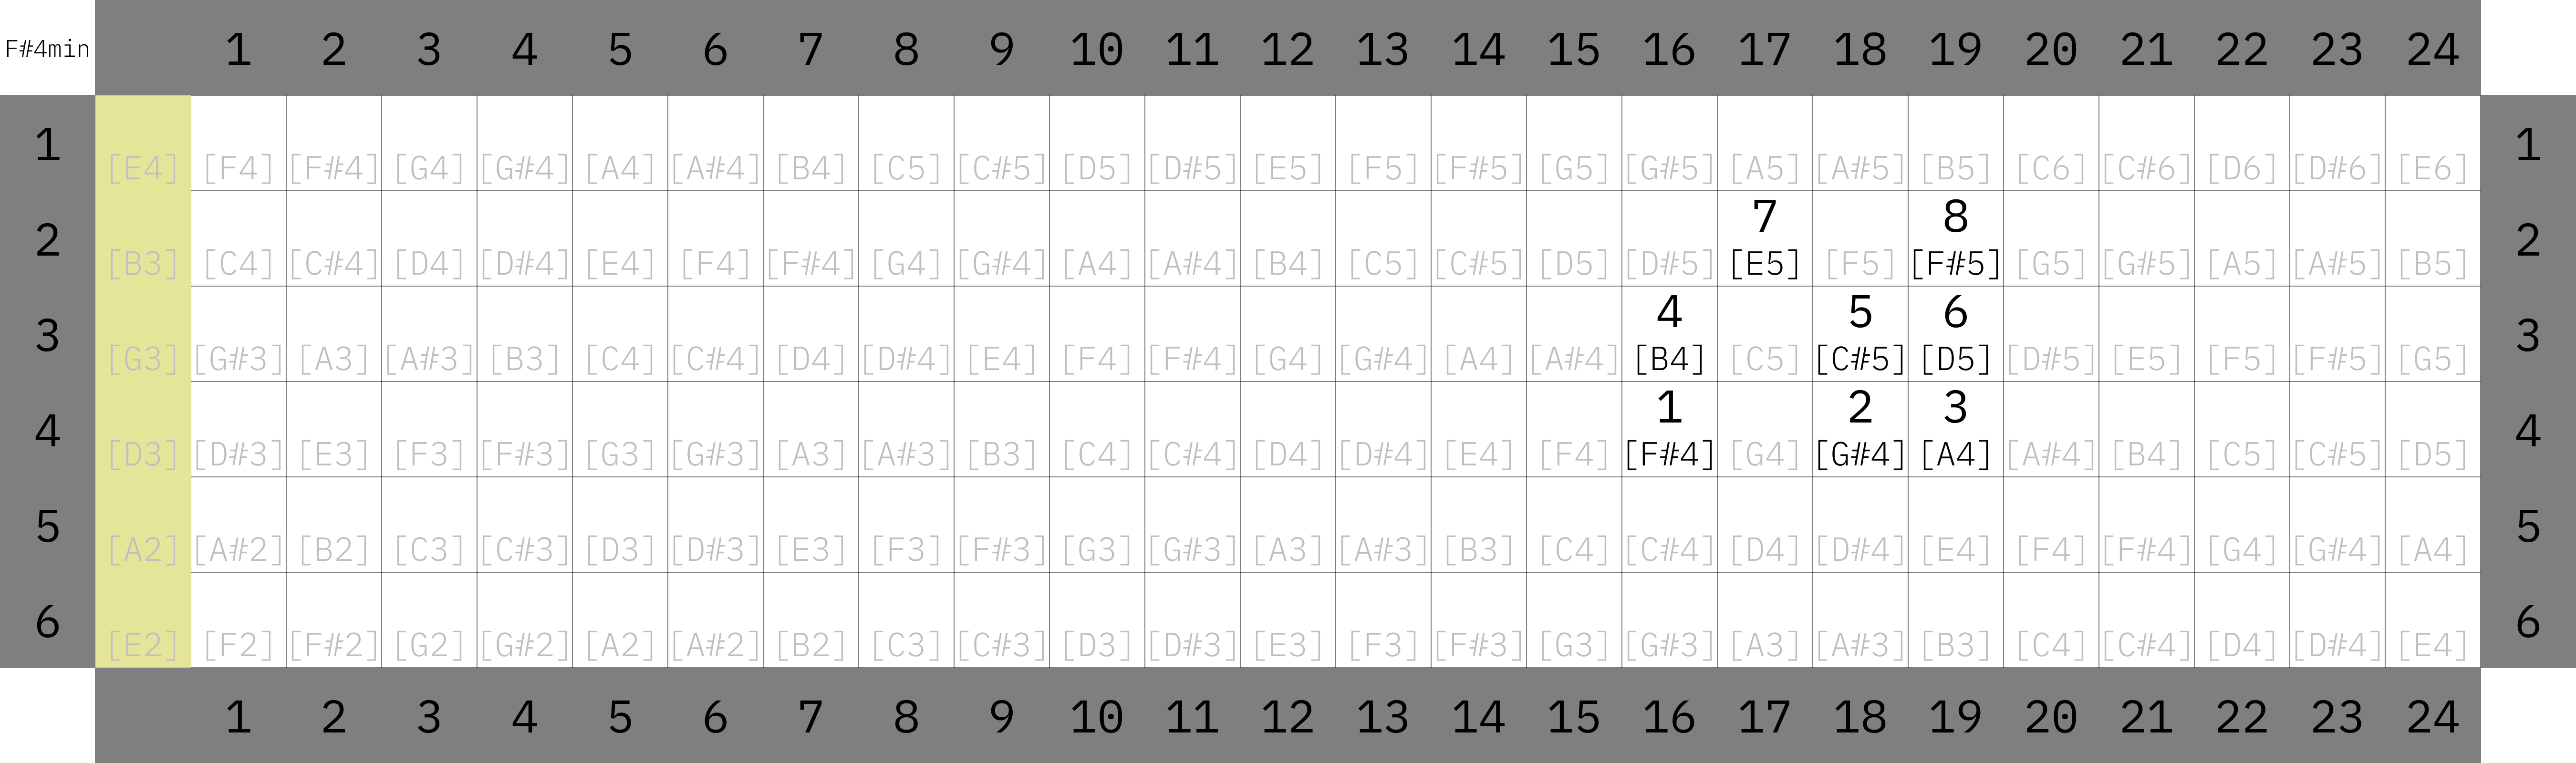 F#4min 1 2 3 4 5 6 7 8 9 10 11 12 13 14 15 16 17 18 19 20 21 22 23 24
1 [E4] [F4] [F#4] [G4] [G#4] [A4] [A#4] [B4] [C5] [C#5] [D5] [D#5] [E5] [F5] [F#5] [G5] [G#5] [A5] [A#5] [B5] [C6] [C#6] [D6] [D#6] [E6] 1
7 8
2 [B3] [C4] [C#4] [D4] [D#4] [E4] [F4] [F#4] [G4] [G#4] [A4] [A#4] [B4] [C5] [C#5] [D5] [D#5] [E5] [F5] [F#5] [G5] [G#5] [A5] [A#5] [B5] 2
4 5 6
3 [G3] [G#3] [A3] [A#3] [B3] [C4] [C#4] [D4] [D#4] [E4] [F4] [F#4] [G4] [G#4] [A4] [A#4] [B4] [C5] [C#5] [D5] [D#5] [E5] [F5] [F#5] [G5] 3
1 2 3
4 [D3] [D#3] [E3] [F3] [F#3] [G3] [G#3] [A3] [A#3] [B3] [C4] [C#4] [D4] [D#4] [E4] [F4] [F#4] [G4] [G#4] [A4] [A#4] [B4] [C5] [C#5] [D5] 4
5 [A2] [A#2] [B2] [C3] [C#3] [D3] [D#3] [E3] [F3] [F#3] [G3] [G#3] [A3] [A#3] [B3] [C4] [C#4] [D4] [D#4] [E4] [F4] [F#4] [G4] [G#4] [A4] 5
6 [E2] [F2] [F#2] [G2] [G#2] [A2] [A#2] [B2] [C3] [C#3] [D3] [D#3] [E3] [F3] [F#3] [G3] [G#3] [A3] [A#3] [B3] [C4] [C#4] [D4] [D#4] [E4] 6
1 2 3 4 5 6 7 8 9 10 11 12 13 14 15 16 17 18 19 20 21 22 23 24